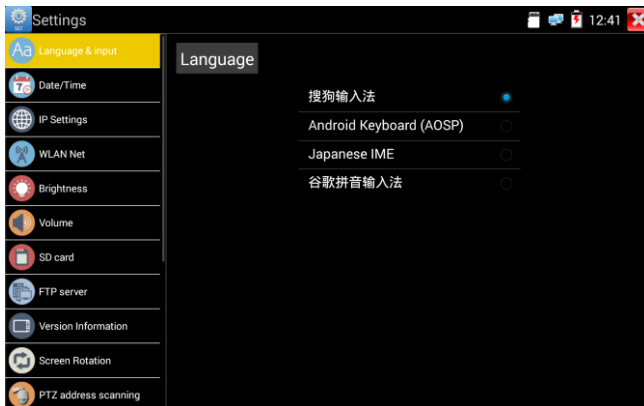 Settings
12:41
Language & input
Date/Time
IP Settings
WLAN Net
Brightness
Volume
SD card
FTP server
Version Information
Screen Rotation
PTZ address scanning
Language
搜狗输入法
Android Keyboard (AOSP)
Japanese IME
谷歌拼音输入法